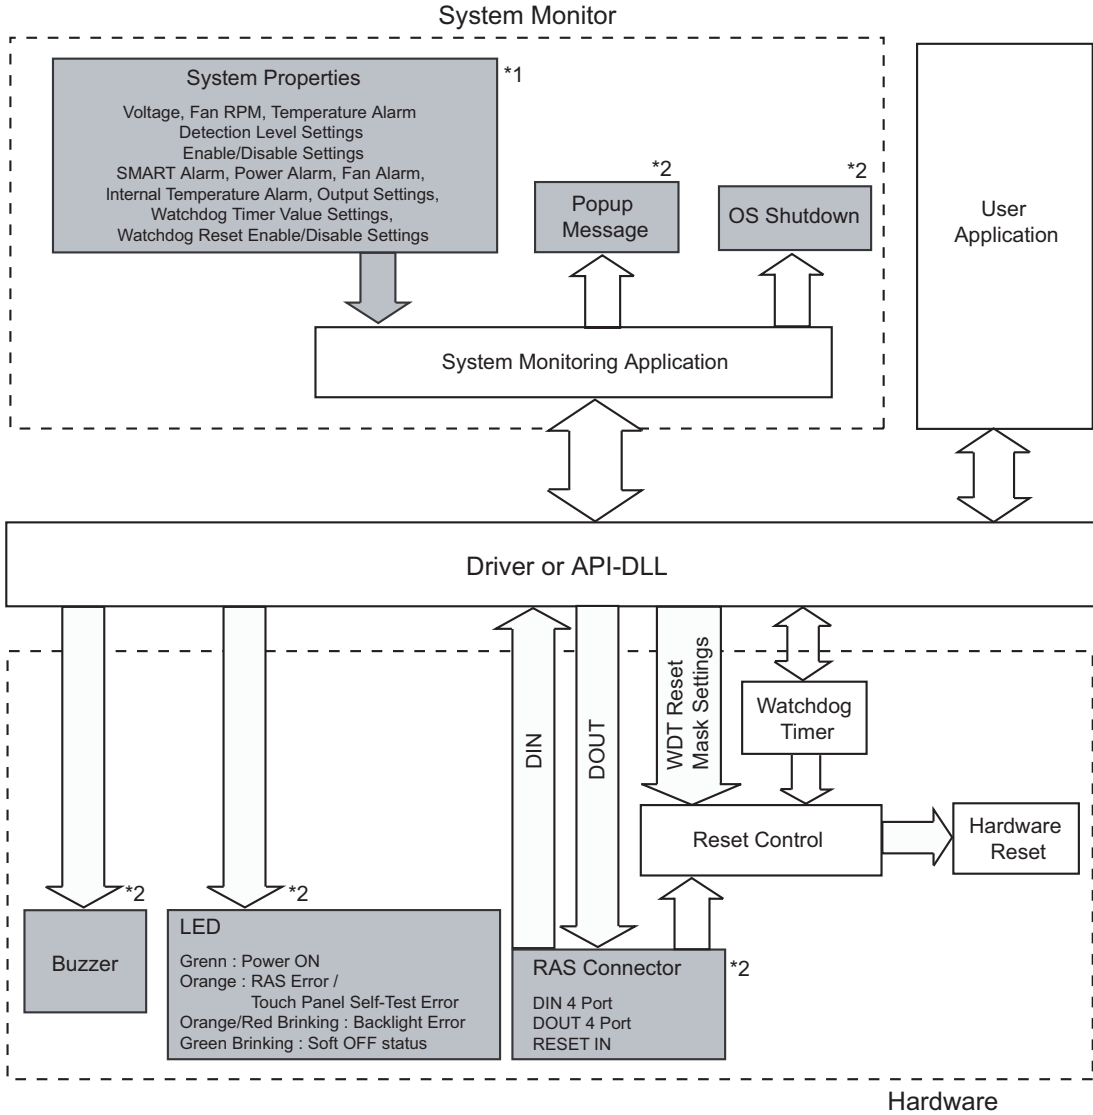 System Monitor
System Properties
*1
Voltage, Fan RPM, Temperature Alarm
Detection Level Settings
Enable/Disable Settings
SMART Alarm, Power Alarm, Fan Alarm,
Internal Temperature Alarm, Output Settings,
Watchdog Timer Value Settings,
Watchdog Reset Enable/Disable Settings
*2
Popup
Message
*2
OS Shutdown
User
Application
System Monitoring Application
Driver or API-DLL
DIN
DOUT
WDT Reset
Mask Settings
Watchdog
Timer
Reset Control
Hardware
Reset
*2
Buzzer
*2
LED
Grenn : Power ON
Orange : RAS Error /
Touch Panel Self-Test Error
Orange/Red Brinking : Backlight Error
Green Brinking : Soft OFF status
RAS Connector
*2
DIN 4 Port
DOUT 4 Port
RESET IN
Hardware